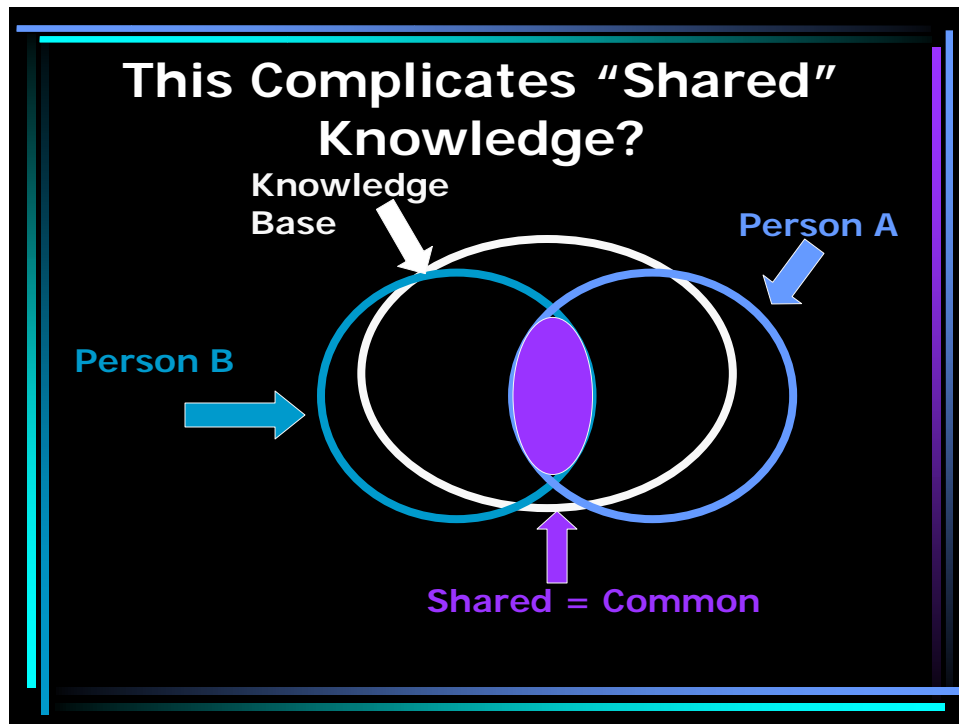 This Complicates “Shared”
Knowledge?
Knowledge
Base
Person A
Person B
Shared = Common